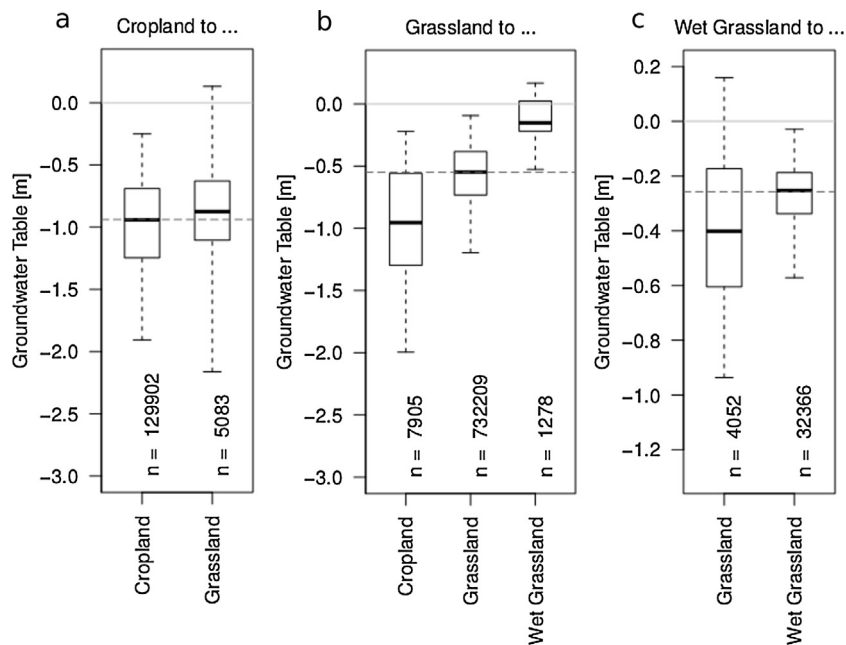 a
Cropland to ...
Groundwater Table [m]
0.0
−0.5
−1.0
−1.5
−2.0
−2.5
−3.0
n = 129902
n = 5083
Cropland
Grassland
b
Grassland to ...
Groundwater Table [m]
0.0
−0.5
−1.0
−1.5
−2.0
−2.5
−3.0
n = 7905
n = 732209
n = 1278
Cropland
Grassland
Wet Grassland
c
Wet Grassland to ...
Groundwater Table [m]
0.2
0.0
−0.2
−0.4
−0.6
−0.8
−1.0
−1.2
n = 4052
n = 32366
Grassland
Wet Grassland